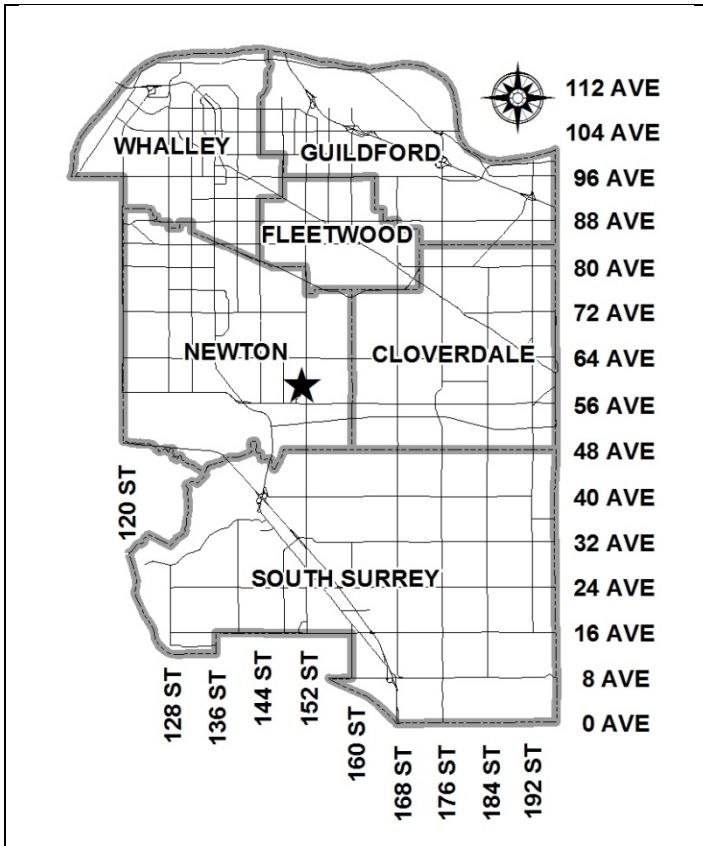 112 AVE
104 AVE
WHALLEY
GUILDFORD
96 AVE
88 AVE
FLEETWOOD
80 AVE
72 AVE
NEWTON
CLOVERDALE
64 AVE
56 AVE
48 AVE
120 ST
40 AVE
32 AVE
SOUTH SURREY
24 AVE
16 AVE
128 ST
136 ST
144 ST
152 ST
160 ST
8 AVE
0 AVE
168 ST
176 ST
184 ST
192 ST